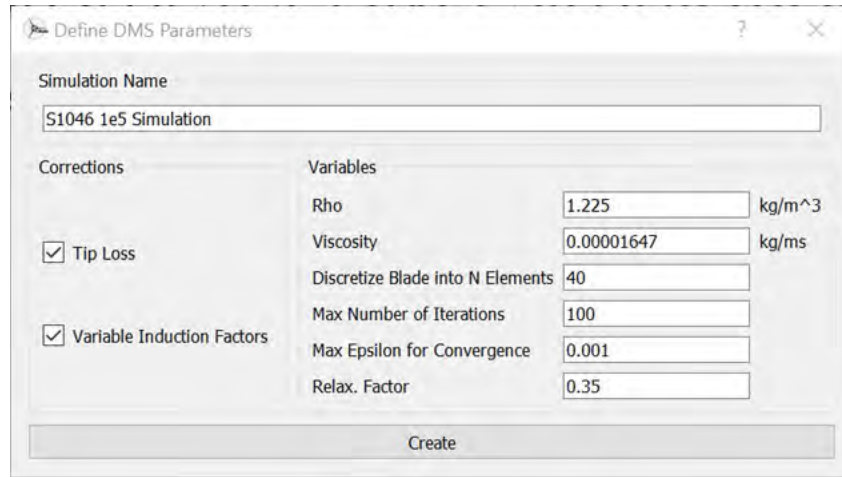 Define DMS Parameters
?
Simulation Name
S1046 1e5 Simulation
Corrections
Tip Loss
Variable Induction Factors
Variables
Rho 1.225 kg/m^3
Viscosity 0.00001647 kg/ms
Discretize Blade into N Elements 40
Max Number of Iterations 100
Max Epsilon for Convergence 0.001
Relax. Factor 0.35
Create